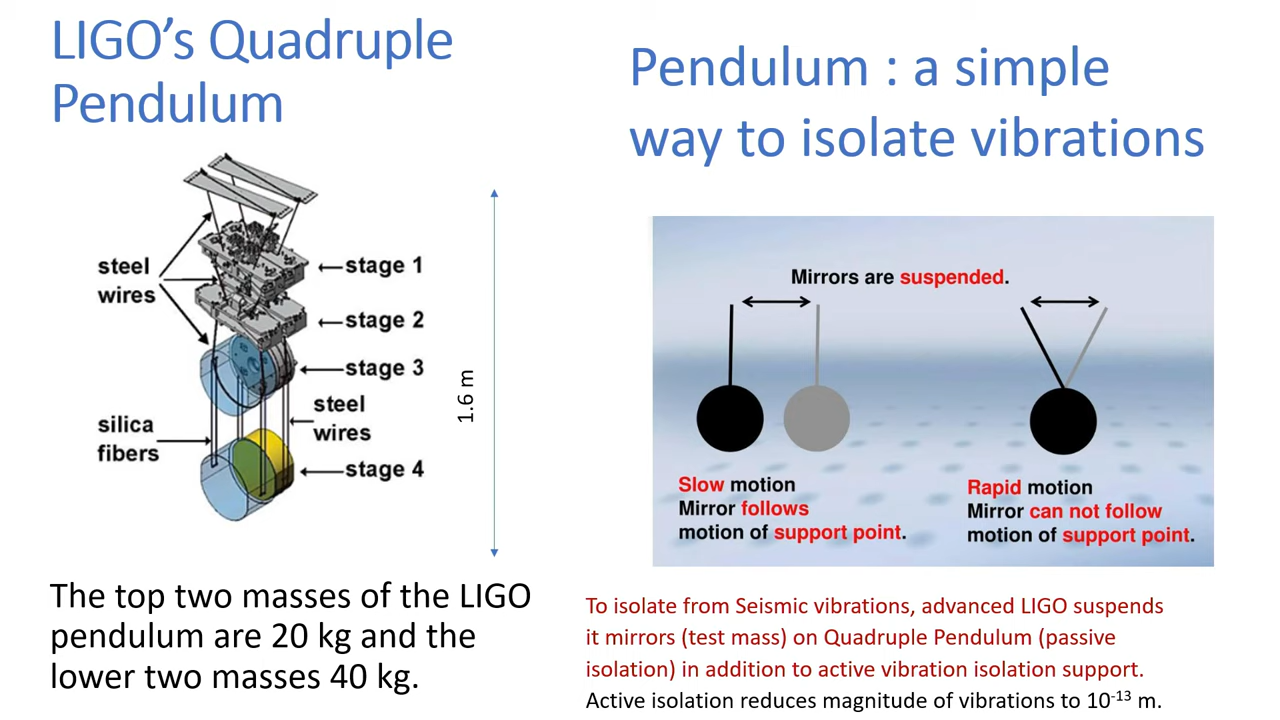 LIGO’s Quadruple
Pendulum
steel
wires
stage 1
stage 2
stage 3
steel
wires
silica
fibers
stage 4
1.6 m
The top two masses of the LIGO
pendulum are 20 kg and the
lower two masses 40 kg.
Pendulum : a simple
way to isolate vibrations
Mirrors are suspended.
Slow motion
Mirror follows
motion of support point.
Rapid motion
Mirror can not follow
motion of support point.
To isolate from Seismic vibrations, advanced LIGO suspends
it mirrors (test mass) on Quadruple Pendulum (passive
isolation) in addition to active vibration isolation support.
Active isolation reduces magnitude of vibrations to 10⁻¹³ m.